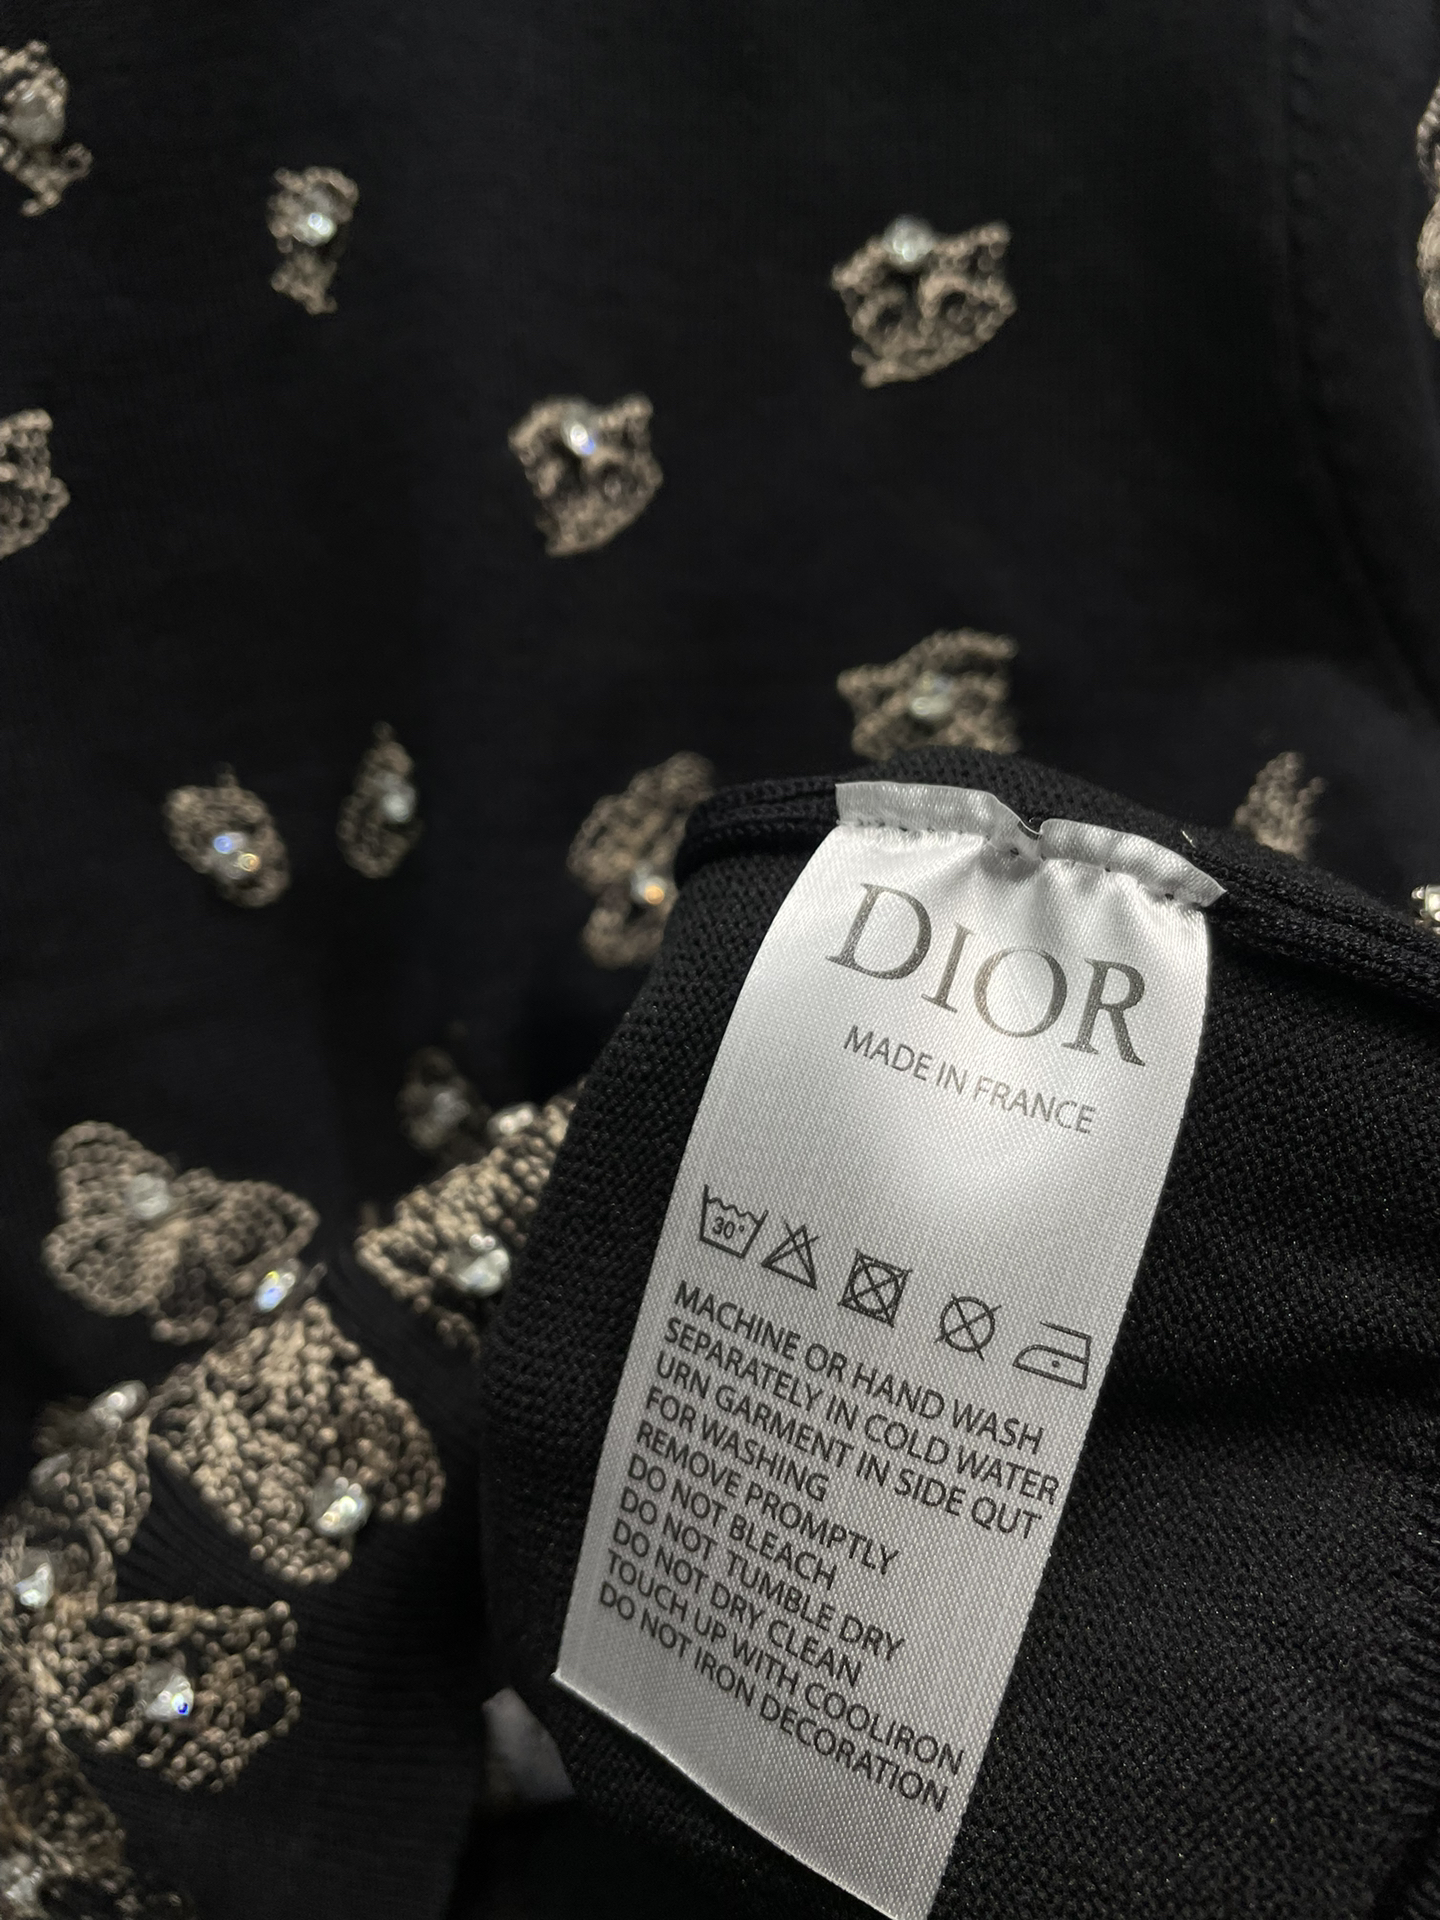 DIOR
MADE IN FRANCE
30°
MACHINE OR HAND WASH
SEPARATELY IN COLD WATER
URN GARMENT IN SIDE QUT
FOR WASHING
REMOVE PROMPTLY
DO NOT BLEACH
DO NOT TUMBLE DRY
DO NOT DRY CLEAN
TOUCH UP WITH COOLIRON
DO NOT IRON DECORATION